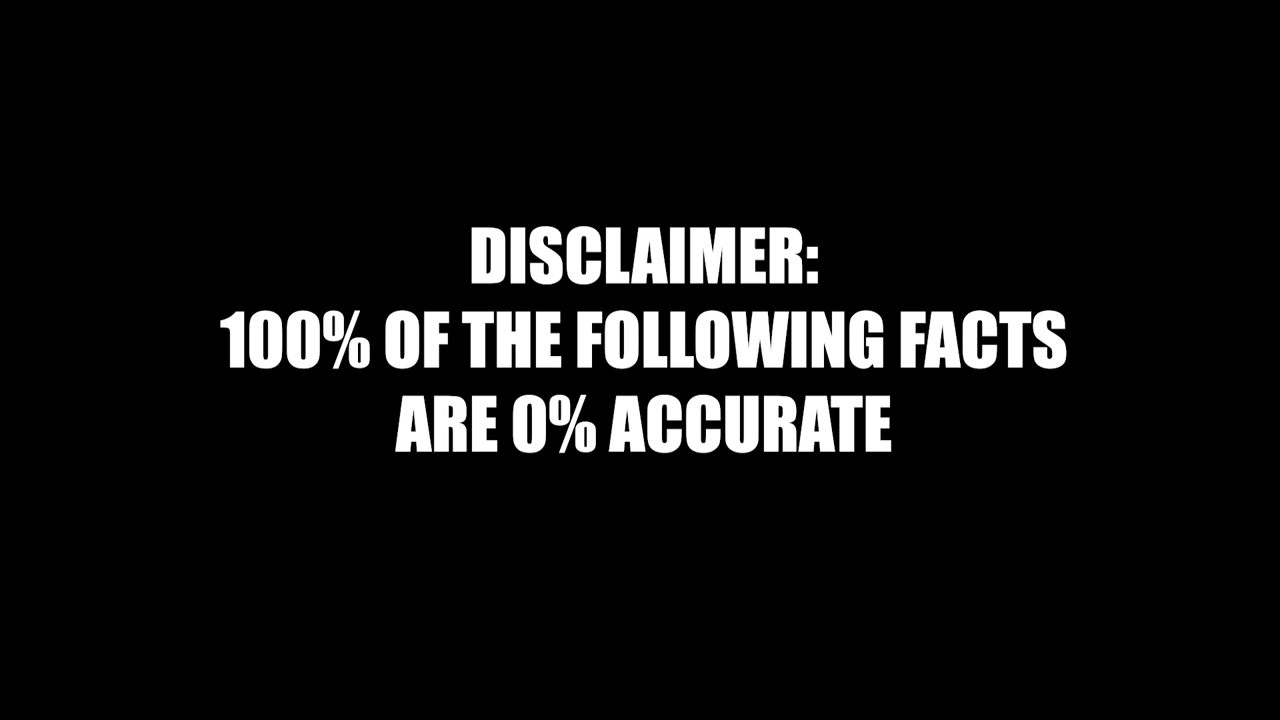 DISCLAIMER:
100% OF THE FOLLOWING FACTS
ARE 0% ACCURATE